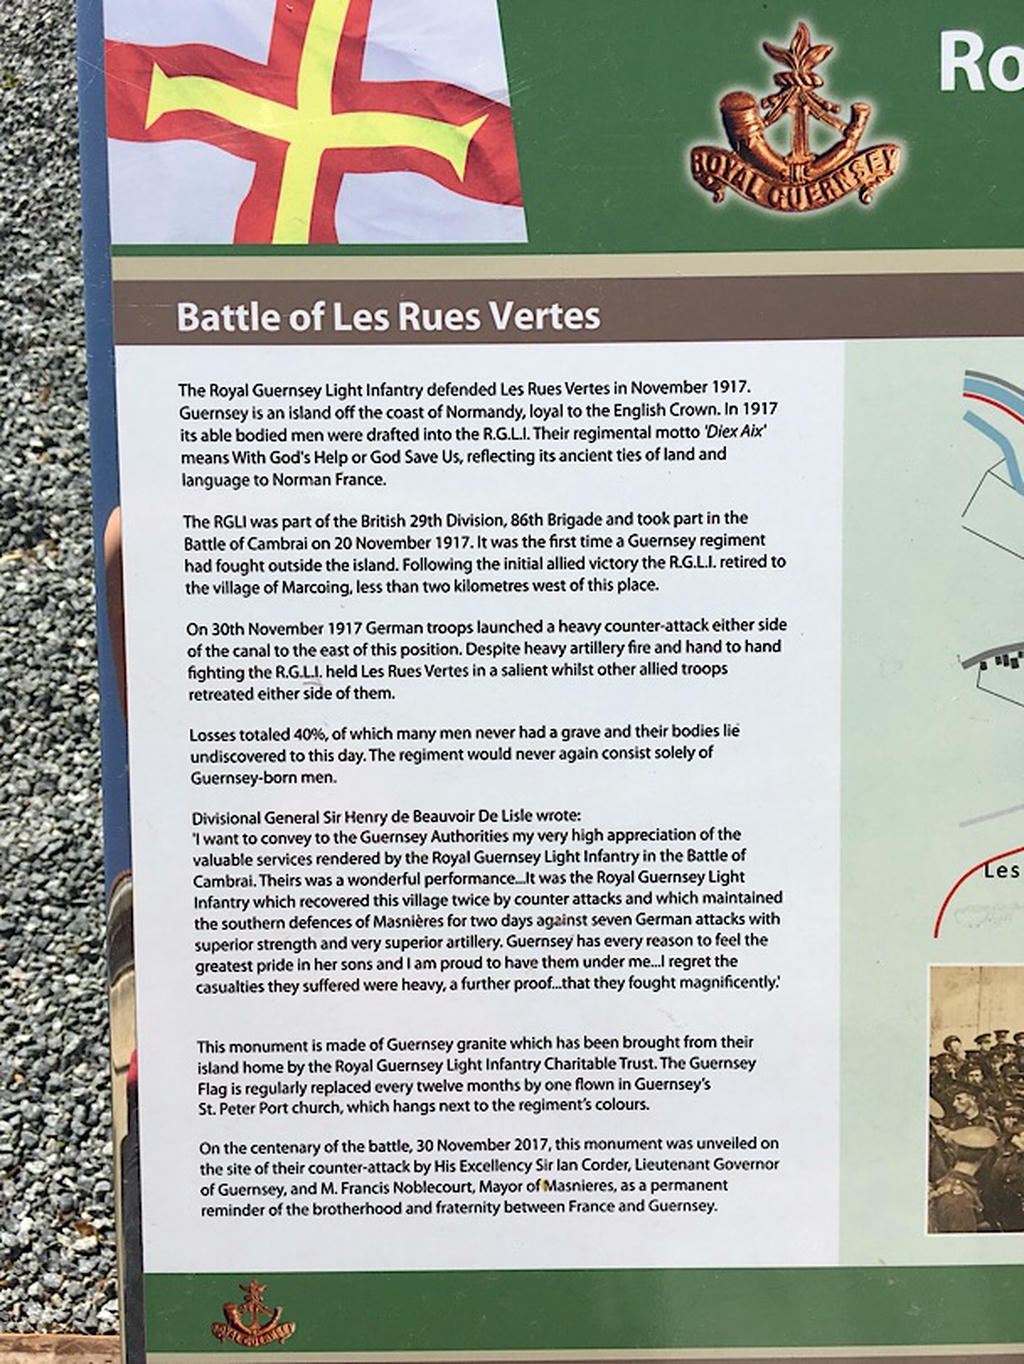 Ro
ROYAL GUERNSEY
Battle of Les Rues Vertes
The Royal Guernsey Light Infantry defended Les Rues Vertes in November 1917.
Guernsey is an island off the coast of Normandy, loyal to the English Crown. In 1917
its able bodied men were drafted into the R.G.L.I. Their regimental motto 'Diex Aix'
means With God's Help or God Save Us, reflecting its ancient ties of land and
language to Norman France.
The RGLI was part of the British 29th Division, 86th Brigade and took part in the
Battle of Cambrai on 20 November 1917. It was the first time a Guernsey regiment
had fought outside the island. Following the initial allied victory the R.G.L.I. retired to
the village of Marcoing, less than two kilometres west of this place.
On 30th November 1917 German troops launched a heavy counter-attack either side
of the canal to the east of this position. Despite heavy artillery fire and hand to hand
fighting the R.G.L.I. held Les Rues Vertes in a salient whilst other allied troops
retreated either side of them.
Losses totaled 40%, of which many men never had a grave and their bodies lie
undiscovered to this day. The regiment would never again consist solely of
Guernsey-born men.
Divisional General Sir Henry de Beauvoir De Lisle wrote:
'I want to convey to the Guernsey Authorities my very high appreciation of the
valuable services rendered by the Royal Guernsey Light Infantry in the Battle of
Cambrai. Theirs was a wonderful performance...It was the Royal Guernsey Light
Infantry which recovered this village twice by counter attacks and which maintained
the southern defences of Masnières for two days against seven German attacks with
superior strength and very superior artillery. Guernsey has every reason to feel the
greatest pride in her sons and I am proud to have them under me...I regret the
casualties they suffered were heavy, a further proof...that they fought magnificently.'
This monument is made of Guernsey granite which has been brought from their
island home by the Royal Guernsey Light Infantry Charitable Trust. The Guernsey
Flag is regularly replaced every twelve months by one flown in Guernsey's
St. Peter Port church, which hangs next to the regiment's colours.
On the centenary of the battle, 30 November 2017, this monument was unveiled on
the site of their counter-attack by His Excellency Sir Ian Corder, Lieutenant Governor
of Guernsey, and M. Francis Noblecourt, Mayor of Masnieres, as a permanent
reminder of the brotherhood and fraternity between France and Guernsey.
Les
ROYAL GUERNSEY